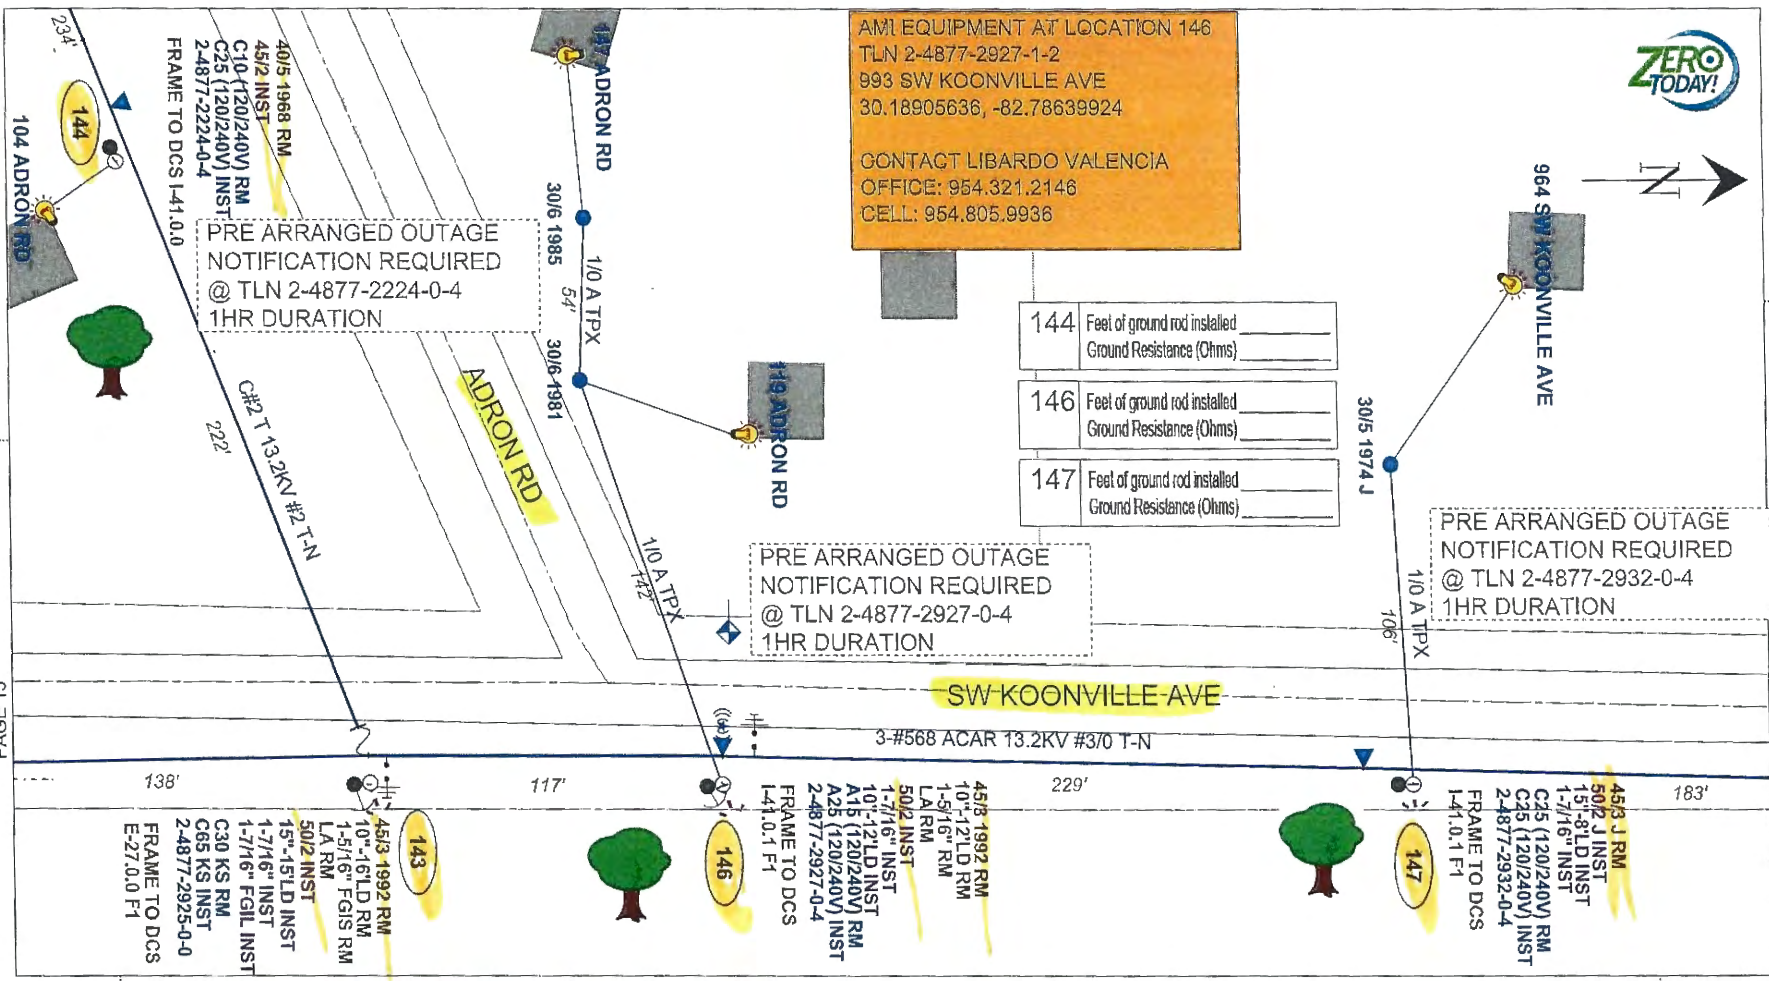 AMI EQUIPMENT AT LOCATION 146
TLN 2-4877-2927-1-2
993 SW KOONVILLE AVE
30.18905636, -82.78639924
CONTACT LIBARDO VALENCIA
OFFICE: 954.321.2146
CELL: 954.805.9936
ZERO
TODAY!
N
234'
40/5 1968 RM
45/2 INST
C10 (120/240V) RM
C25 (120/240V) INST
2-4877-2224-0-4
FRAME TO DCS I-41.0.0
144
104 ADRON RD
PRE ARRANGED OUTAGE
NOTIFICATION REQUIRED
@ TLN 2-4877-2224-0-4
1HR DURATION
ADRON RD
30/6 1985
1/0 A TPX
54'
30/6 1981
119 ADRON RD
964 SW KOONVILLE AVE
144 Feet of ground rod installed
Ground Resistance (Ohms)
146 Feet of ground rod installed
Ground Resistance (Ohms)
147 Feet of ground rod installed
Ground Resistance (Ohms)
30/5 1974 J
C#2 T 13.2KV #2 T-N
222'
ADRON RD
1/0 A TPX
142'
PRE ARRANGED OUTAGE
NOTIFICATION REQUIRED
@ TLN 2-4877-2927-0-4
1HR DURATION
PRE ARRANGED OUTAGE
NOTIFICATION REQUIRED
@ TLN 2-4877-2932-0-4
1HR DURATION
1/0 A TPX
106'
SW KOONVILLE AVE
3-#568 ACAR 13.2KV #3/0 T-N
138'
117'
229'
183'
143
45/3 1992 RM
10"-16'LD RM
1-5/16" FGIS RM
LA RM
50/2 INST
15"-15'LD INST
1-7/16" INST
1-7/16" FGIL INST
C30 KS RM
C65 KS INST
2-4877-2925-0-0
FRAME TO DCS
E-27.0.0 F1
146
45/3 1992 RM
10"-12'LD RM
1-5/16" RM
LA RM
50/2 INST
1-7/16" INST
10"-12'LD INST
A15 (120/240V) RM
A25 (120/240V) INST
2-4877-2927-0-4
FRAME TO DCS
I-41.0.1 F1
147
45/3 J RM
50/2 J INST
15"-8'LD INST
1-7/16" INST
C25 (120/240V) RM
C25 (120/240V) INST
2-4877-2932-0-4
FRAME TO DCS
I-41.0.1 F1